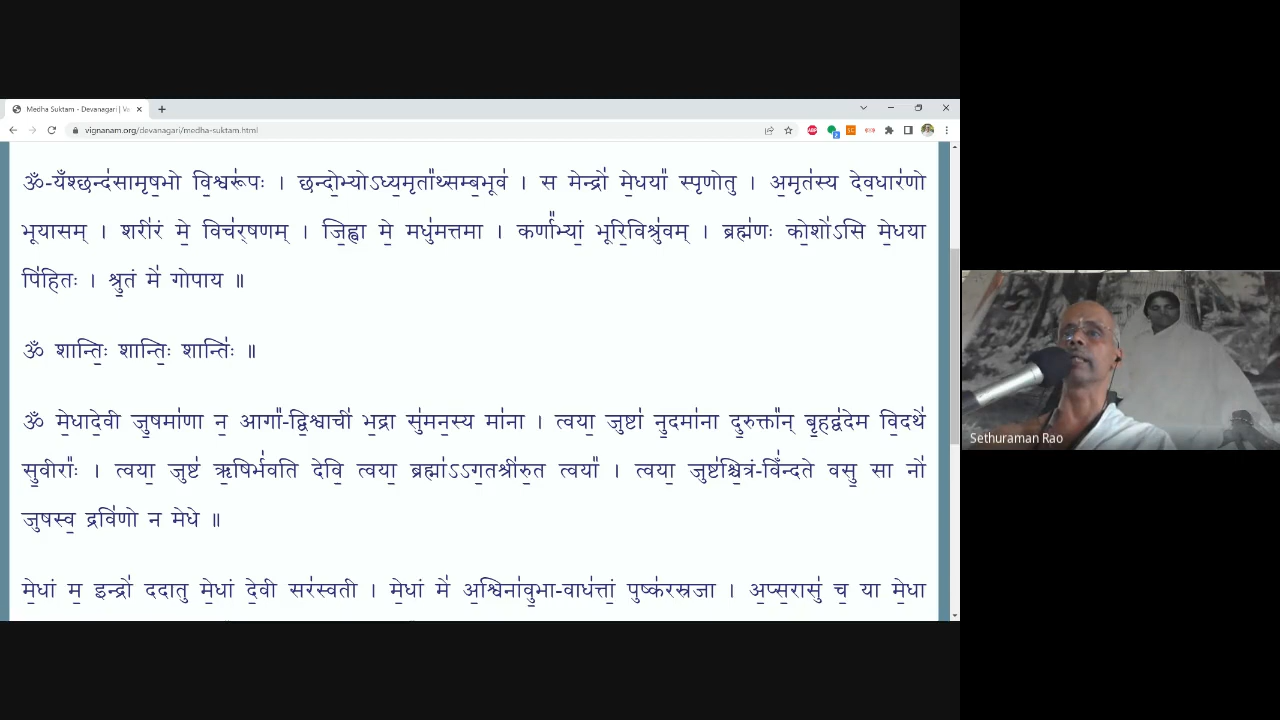 Medha Suktam - Devanagari | Va
vignanam.org/devanagari/medha-suktam.html
ॐ-यँश्छन्द॑सामृष॒भो वि॒श्वरू॑पः । छन्दो॒भ्योऽध्य॒मृता᳚थ्सम्ब॒भूव॑ । स मेन्द्रो॑ मे॒धया᳚ स्पृणोतु । अ॒मृत॑स्य देव॒धार॑णो
भूयासम् । शरी॑रं मे॒ विच॑र्षणम् । जि॒ह्वा मे॒ मधु॑मत्तमा । कर्णा᳚भ्यां॒ भूरि॒विश्रु॑वम् । ब्रह्म॑णः को॒शो॑ऽसि मे॒धया
पि॑हितः । श्रु॒तं मे॑ गोपाय ॥
ॐ शान्तिः॒ शान्तिः॒ शान्तिः॑ ॥
ॐ मे॒धादे॒वी जु॒षमा॑णा न॒ आगा᳚-द्वि॒श्वाची॑ भ॒द्रा सु॑मन॒स्य मा॑ना । त्वया॒ जुष्टा॑ नु॒दमा॑ना दु॒रुक्ता᳚न् बृ॒हद्व॑देम वि॒दथे॑
सु॒वीराः᳚ । त्वया॒ जुष्ट॑ ऋ॒षिर्भ॑वति देवि॒ त्वया॒ ब्रह्मा॑ऽऽग॒तश्री॑रु॒त त्वया᳚ । त्वया॒ जुष्ट॑श्चि॒त्रं-विँ॑न्दते वसु॒ सा नो॑
जुषस्व॒ द्रवि॑णो न मेधे ॥
मे॒धां म॒ इन्द्रो॑ ददातु मे॒धां दे॒वी सर॑स्वती । मे॒धां मे॑ अ॒श्विना॑वु॒भा-वाध॑त्तां॒ पुष्क॑रस्रजा । अ॒प्स॒रासु॑ च॒ या मे॒धा
Sethuraman Rao